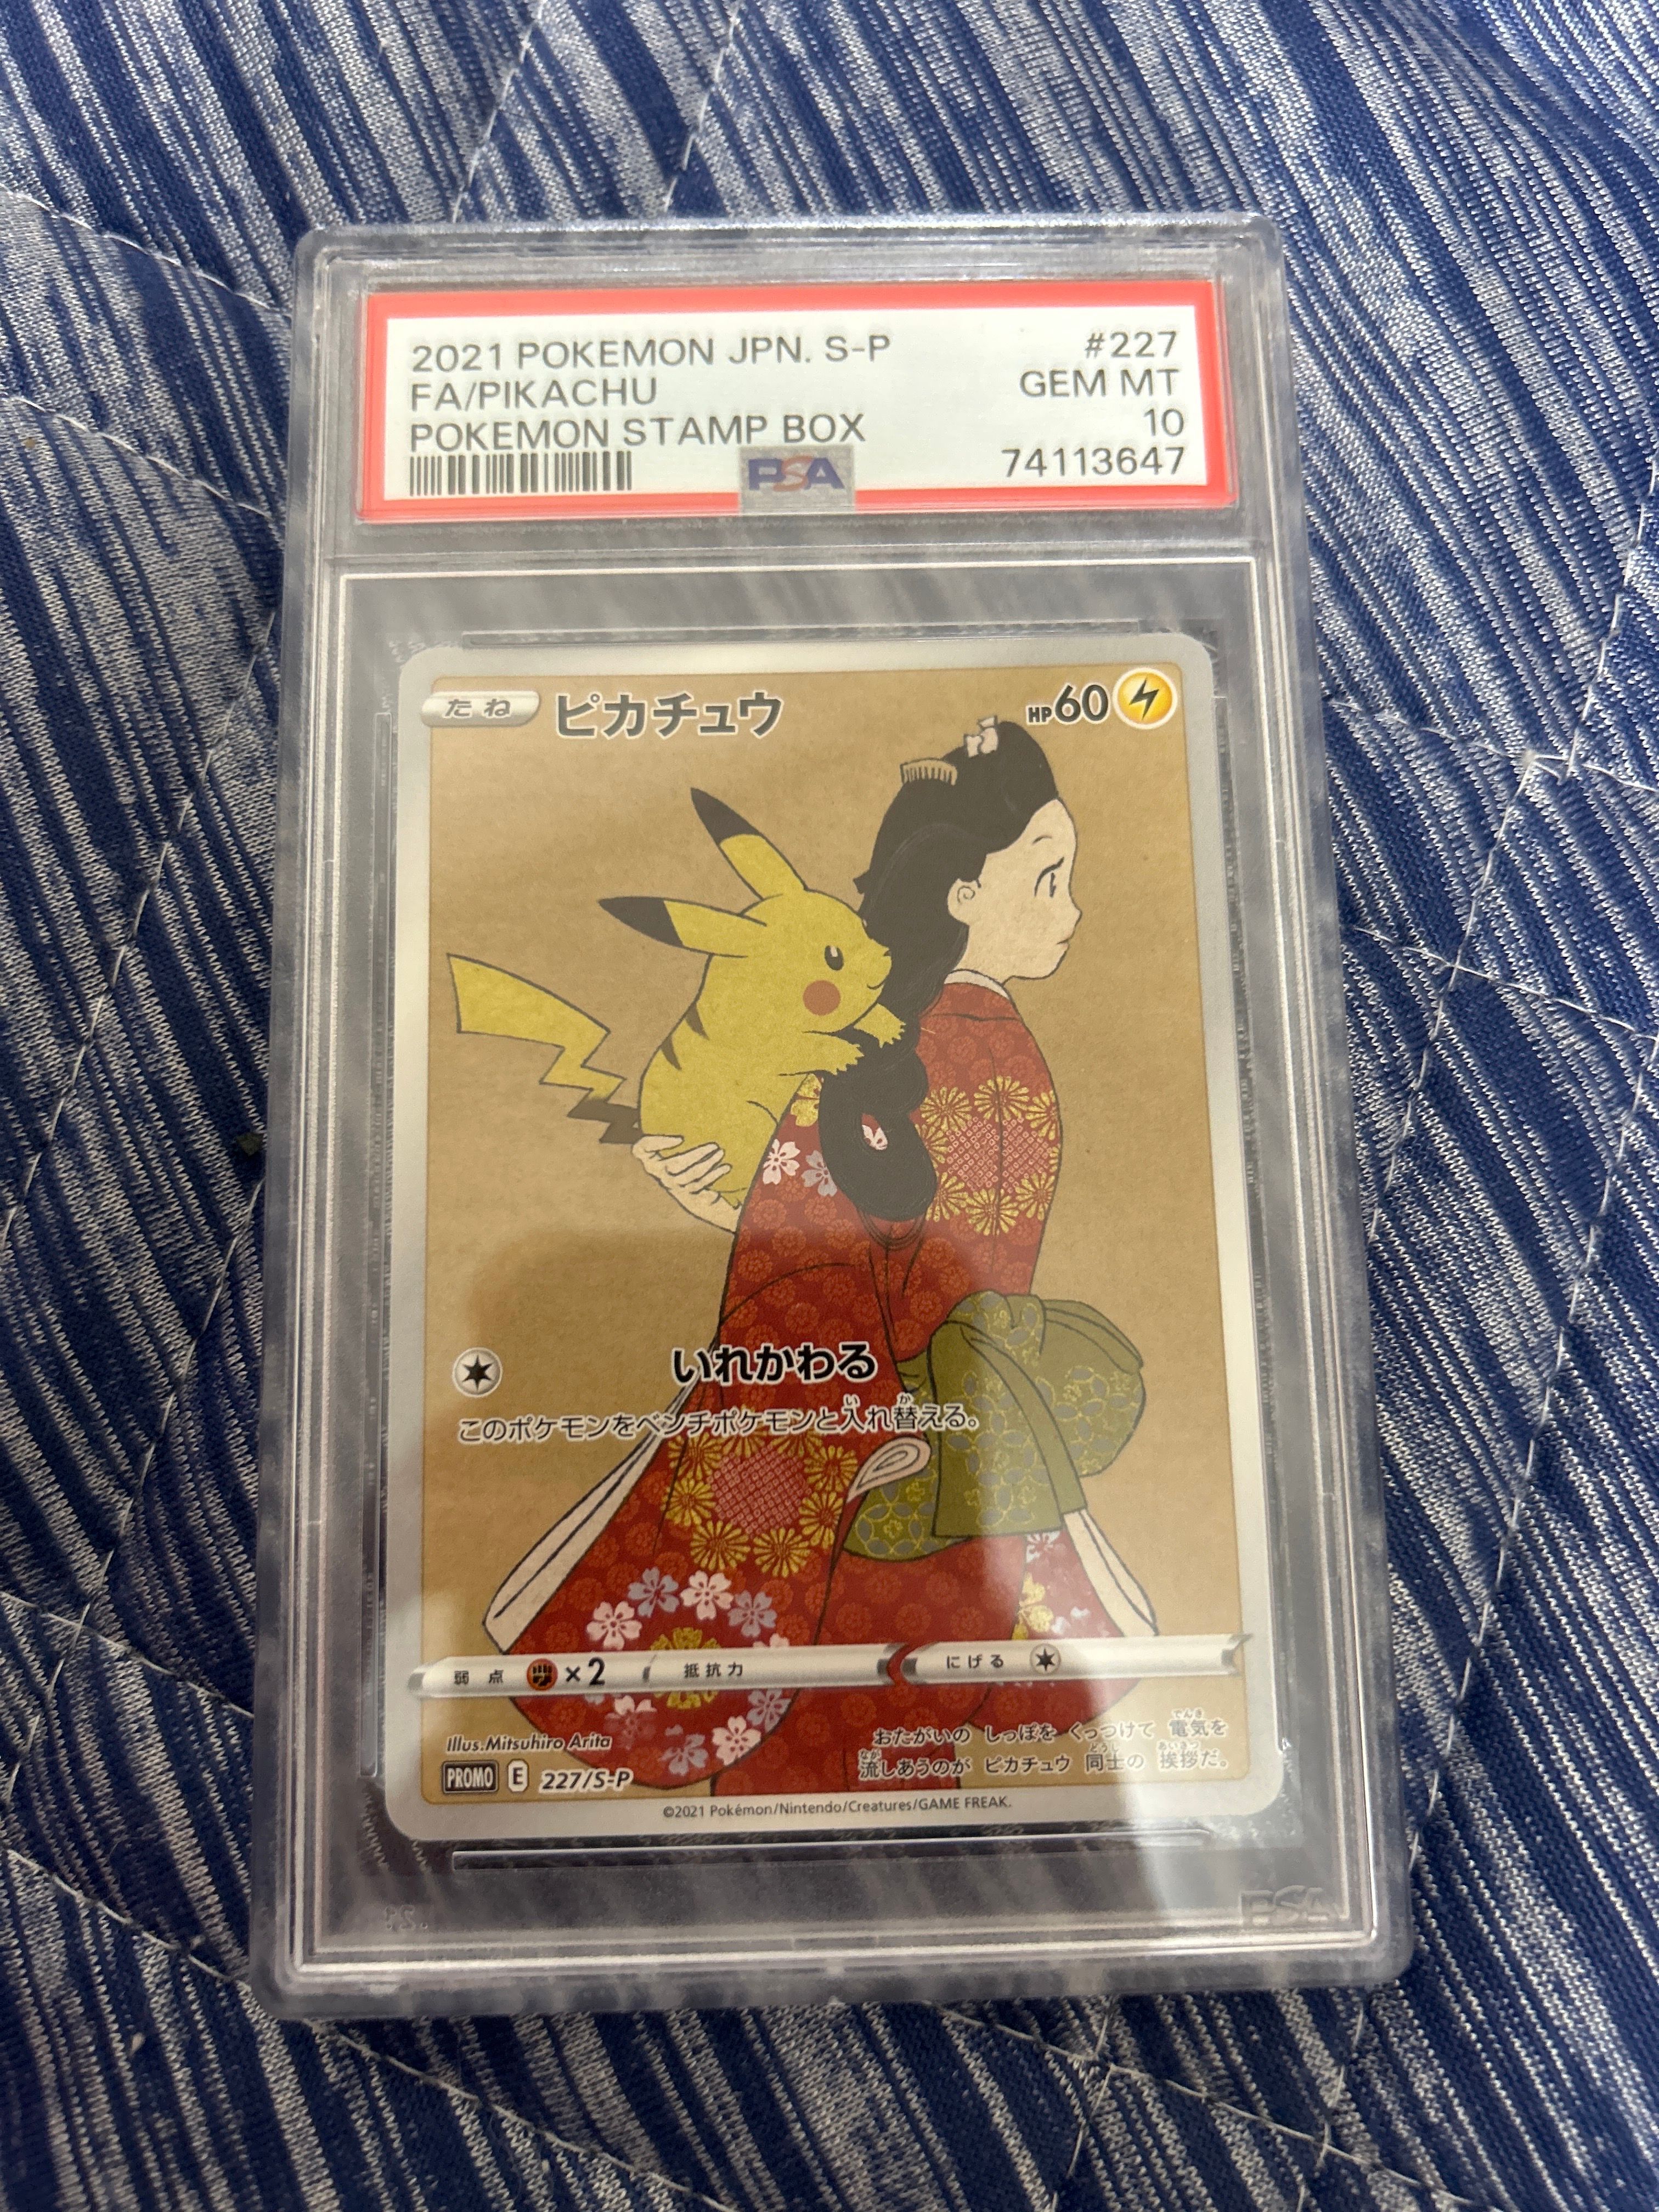 2021 POKEMON JPN. S-P #227
FA/PIKACHU GEM MT
POKEMON STAMP BOX 10
PSA 74113647
たね ピカチュウ HP60
いれかわる
このポケモンをベンチポケモンと入れ替える。
弱点 ×2 抵抗力 にげる
Illus.Mitsuhiro Arita
おたがいの しっぽを くっつけて 電気を
流しあうのが ピカチュウ 同士の 挨拶だ。
PROMO E 227/S-P
©2021 Pokémon/Nintendo/Creatures/GAME FREAK.
PSA